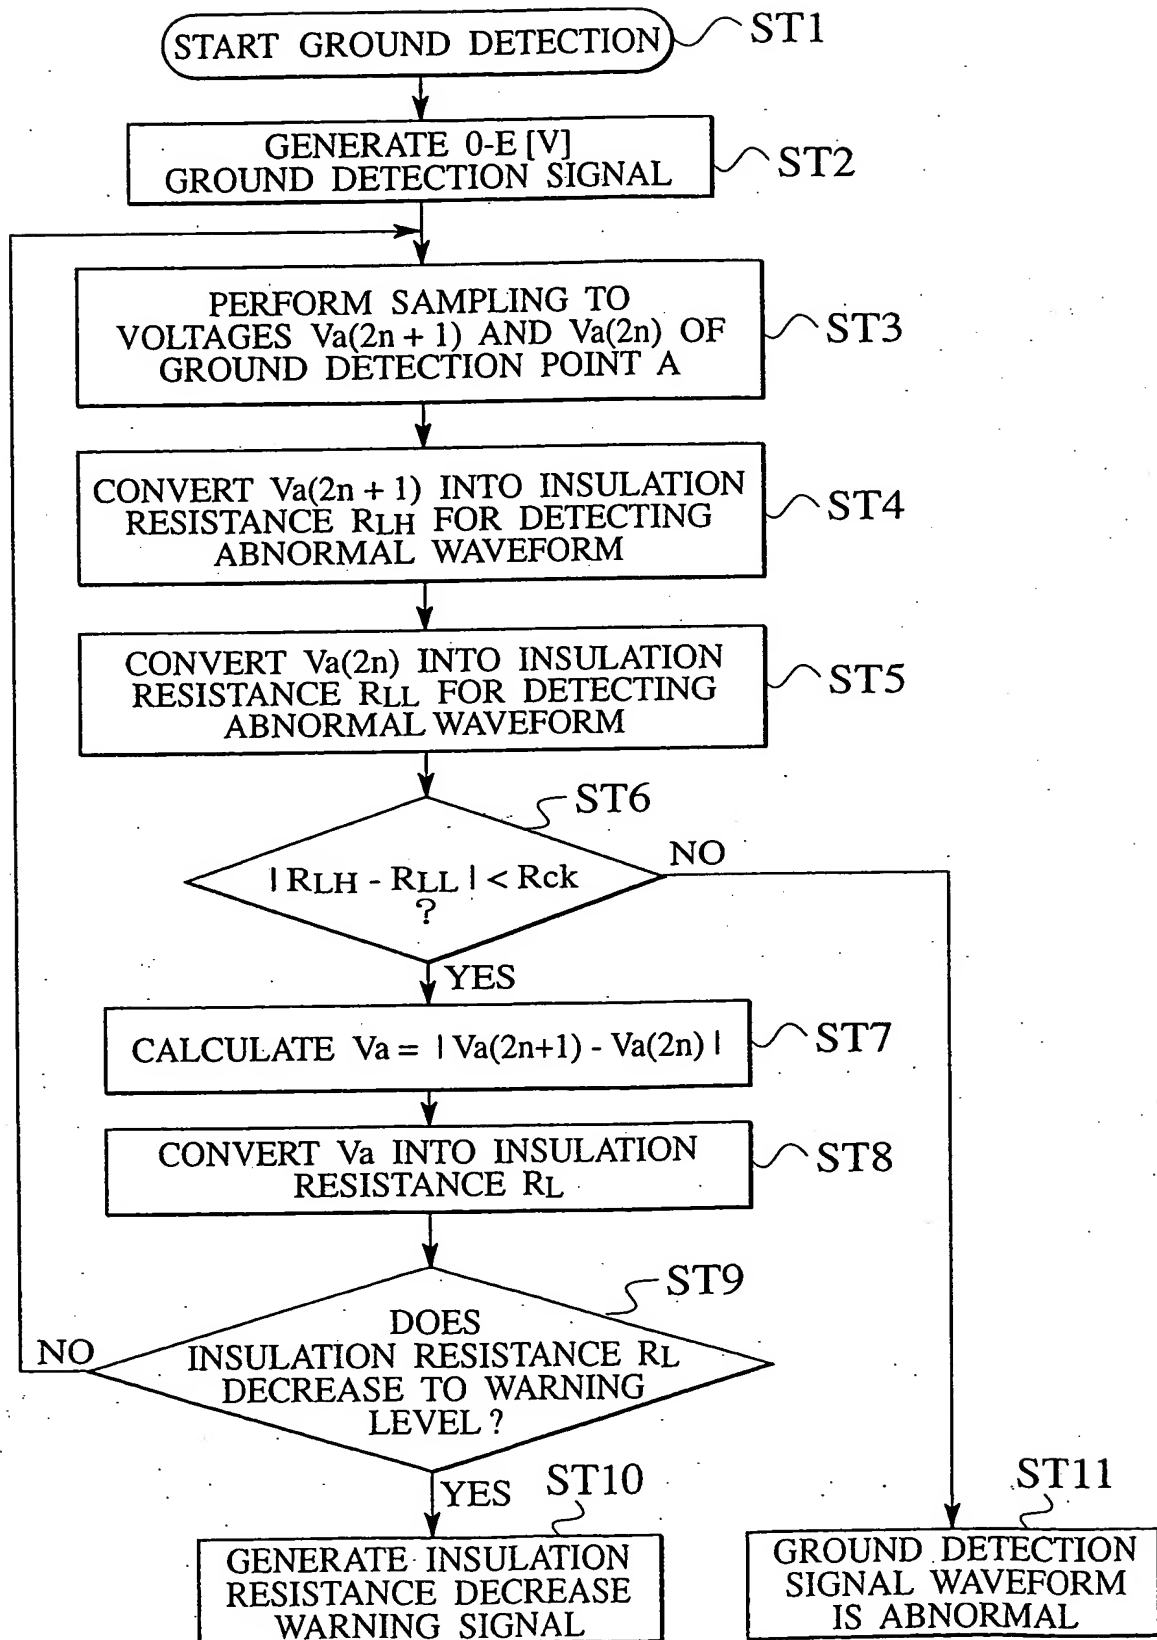 START GROUND DETECTION
ST1
GENERATE 0-E [V]
GROUND DETECTION SIGNAL
ST2
PERFORM SAMPLING TO
VOLTAGES Va(2n + 1) AND Va(2n) OF
GROUND DETECTION POINT A
ST3
CONVERT Va(2n + 1) INTO INSULATION
RESISTANCE RLH FOR DETECTING
ABNORMAL WAVEFORM
ST4
CONVERT Va(2n) INTO INSULATION
RESISTANCE RLL FOR DETECTING
ABNORMAL WAVEFORM
ST5
ST6
| RLH - RLL | < Rck
?
NO
YES
CALCULATE Va = | Va(2n+1) - Va(2n) |
ST7
CONVERT Va INTO INSULATION
RESISTANCE RL
ST8
ST9
DOES
INSULATION RESISTANCE RL
DECREASE TO WARNING
LEVEL ?
NO
YES
ST10
GENERATE INSULATION
RESISTANCE DECREASE
WARNING SIGNAL
ST11
GROUND DETECTION
SIGNAL WAVEFORM
IS ABNORMAL